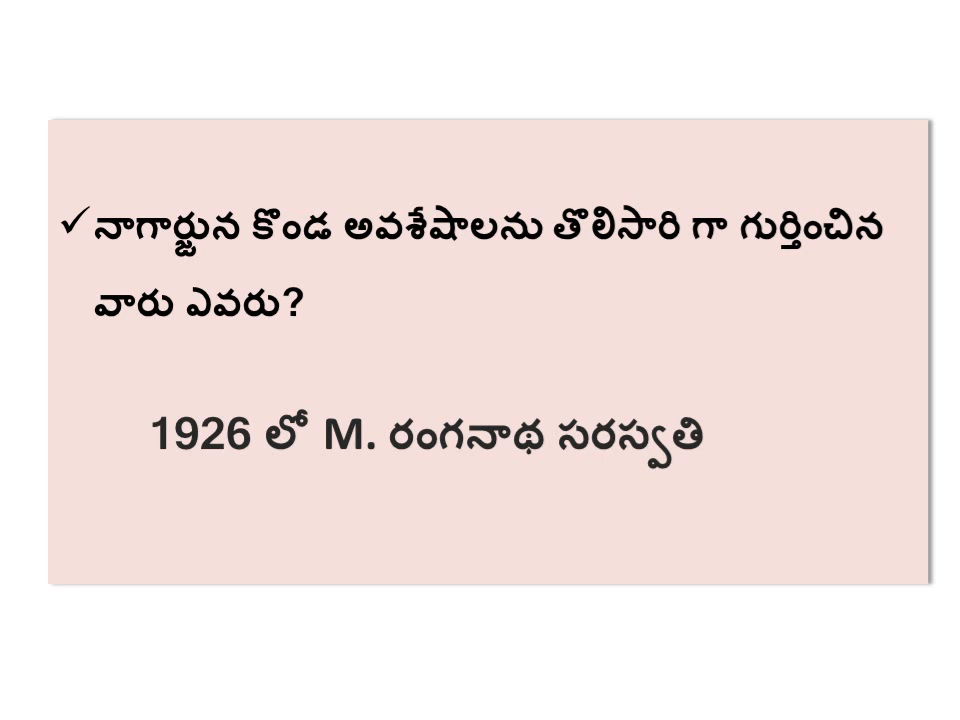 ✓నాగార్జున కొండ అవశేషాలను తొలిసారి గా గుర్తించిన
వారు ఎవరు?
1926 లో M. రంగనాథ సరస్వతి